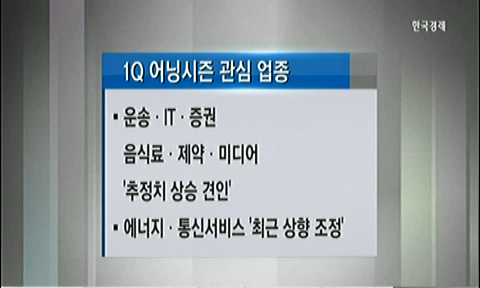 한국경제
1Q 어닝시즌 관심 업종
▪ 운송·IT·증권
음식료·제약·미디어
'추정치 상승 견인'
▪ 에너지·통신서비스 '최근 상향 조정'